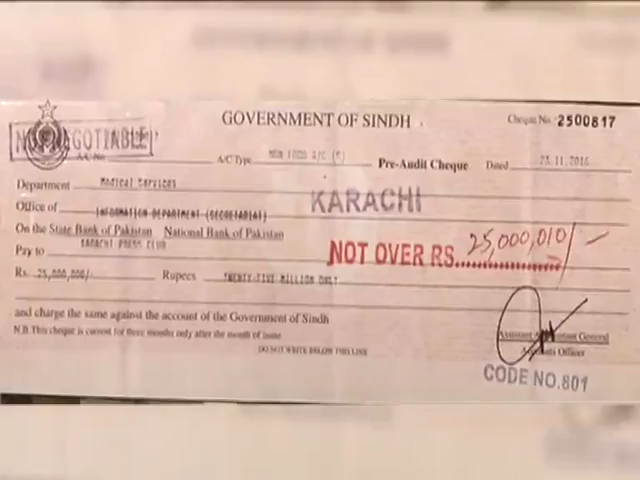 GOVERNMENT OF SINDH
Cheque No. 2500817
NOT NEGOTIABLE
A/C No
A/C Type
Pre-Audit Cheque Dated 23.11.2016
Department Medical Services
KARACHI
Office of INFORMATION DEPARTMENT (SECRETARIAT)
On the State Bank of Pakistan National Bank of Pakistan
NOT OVER RS. 25,000,010/-
Pay to KARACHI PRESS CLUB
Rs. 25,000,000/- Rupees TWENTY FIVE MILLION ONLY
and charge the same against the account of the Government of Sindh
N.B. This cheque is current for three months only after the month of issue
DO NOT WRITE BELOW THIS LINE
Assistant Accountant General
Accounts Officer
CODE NO.801